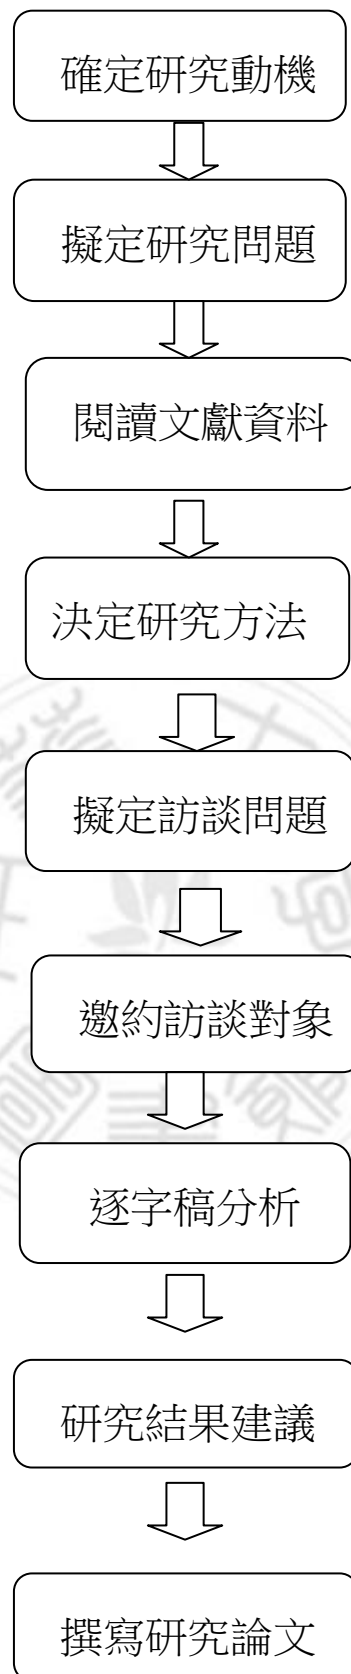 確定研究動機
擬定研究問題
閱讀文獻資料
決定研究方法
擬定訪談問題
邀約訪談對象
逐字稿分析
研究結果建議
撰寫研究論文